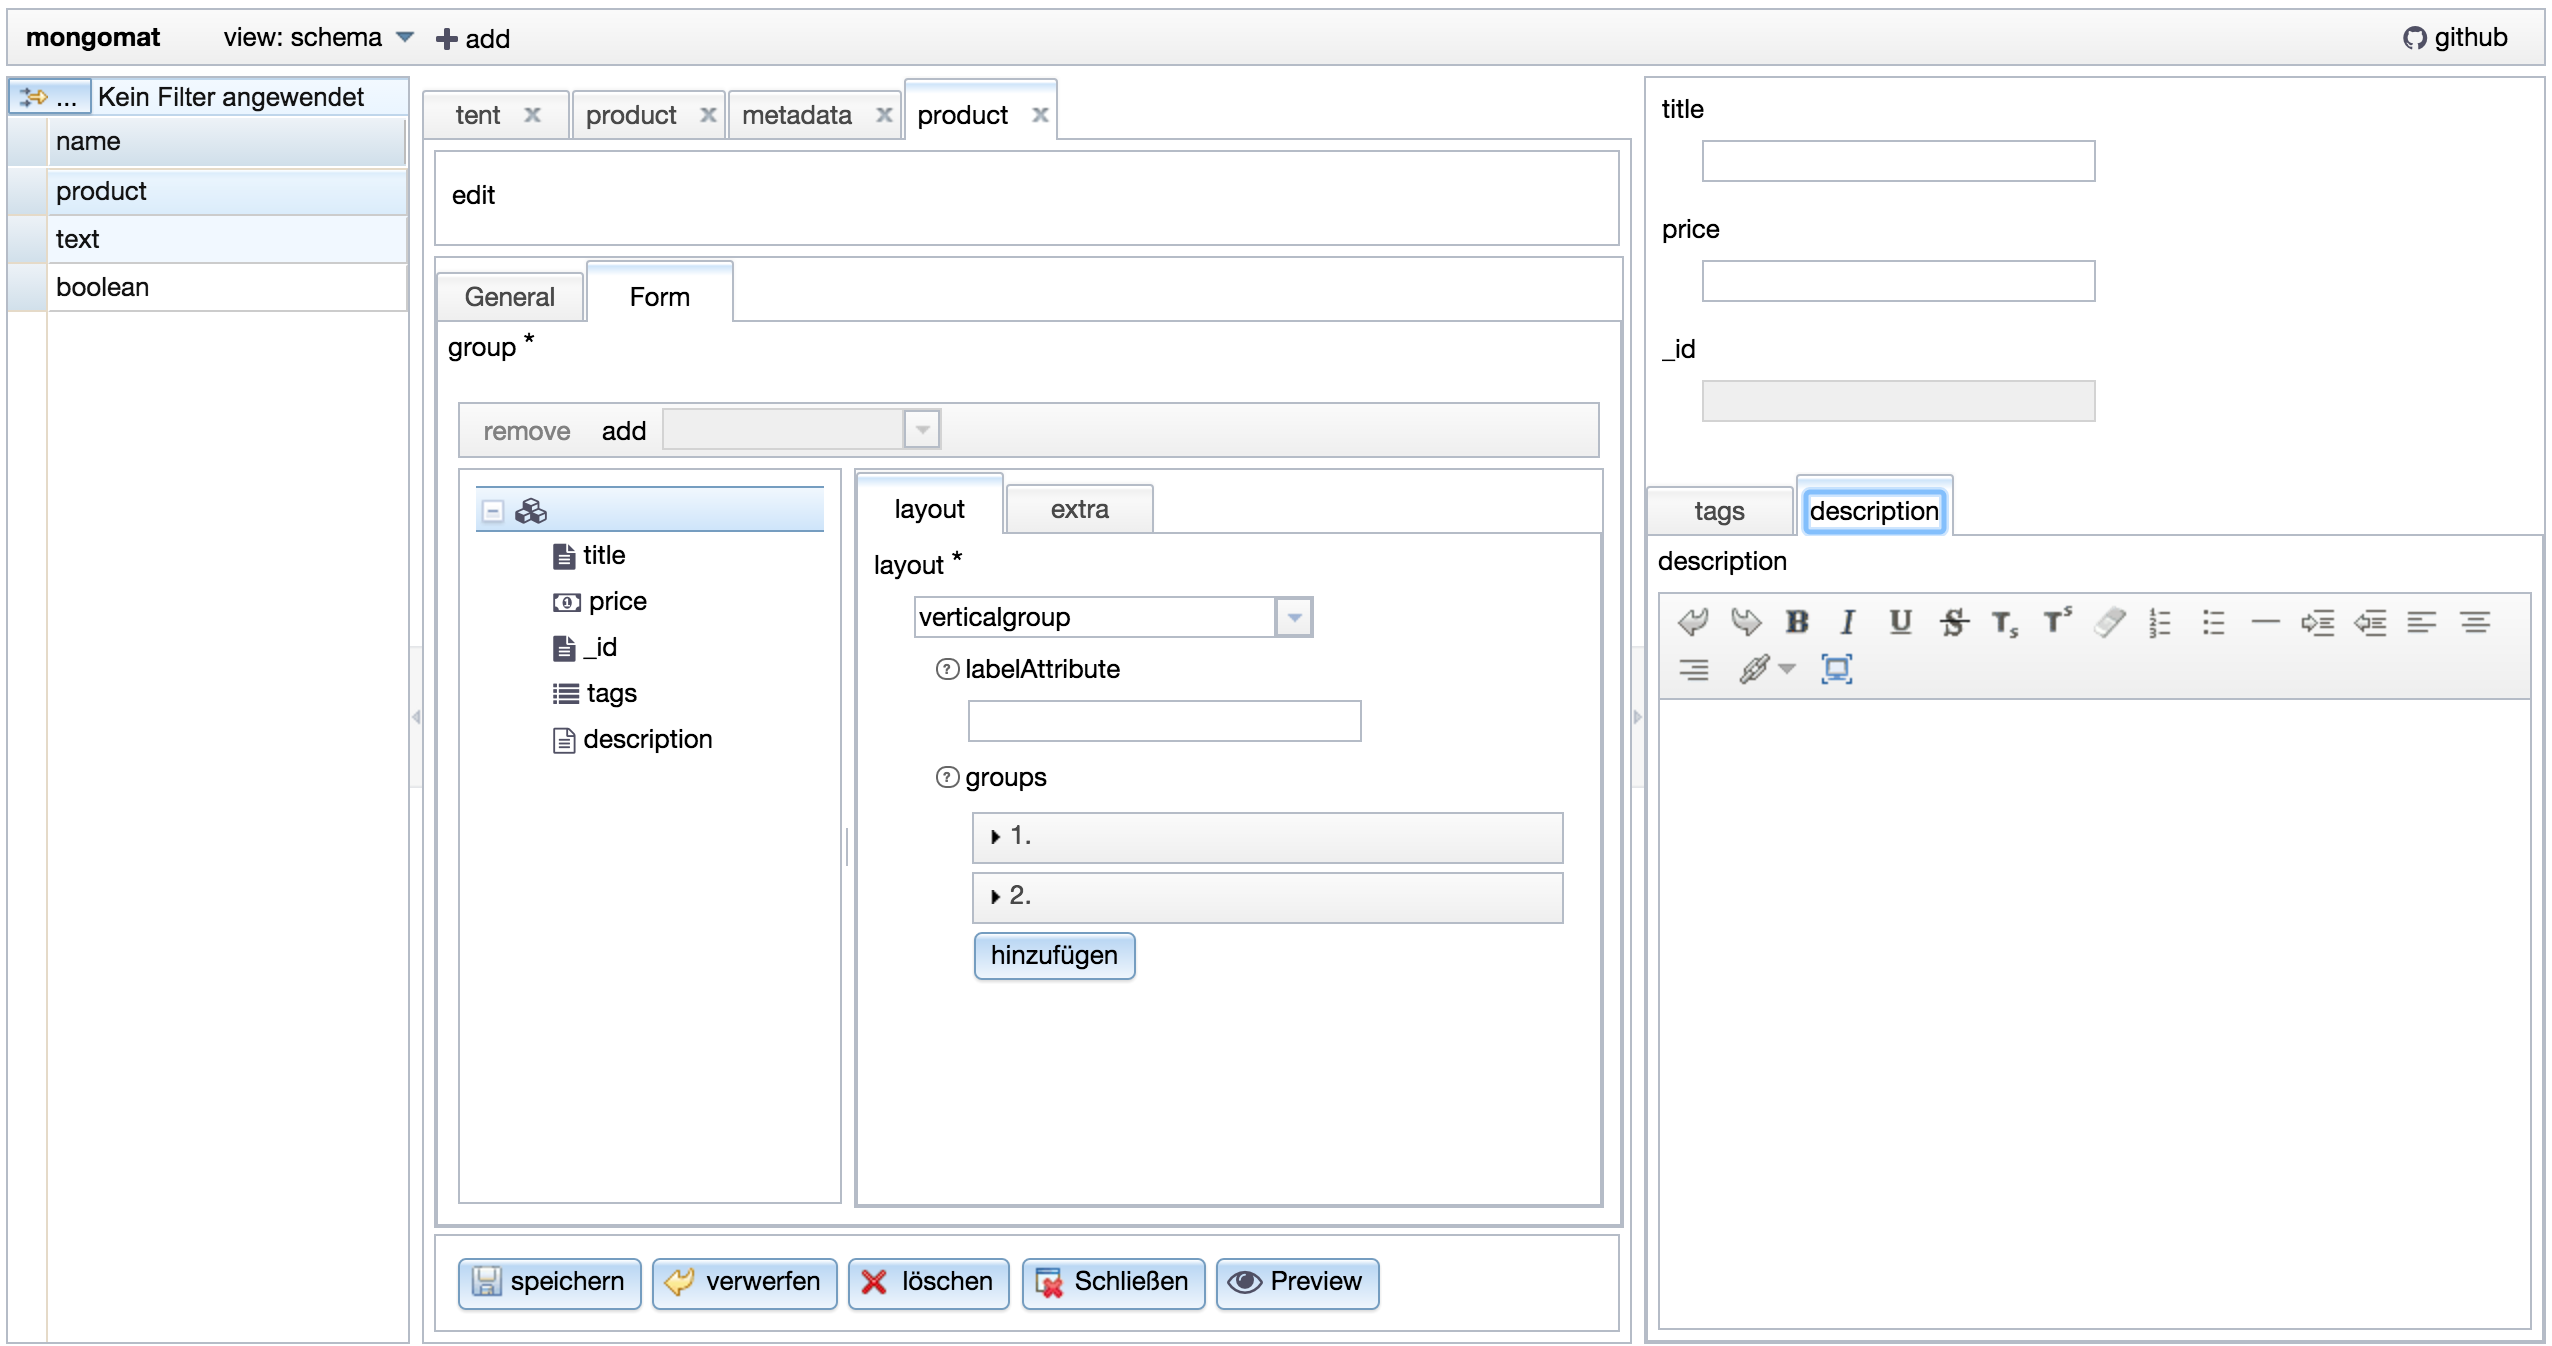 mongomat view: schema add github
... Kein Filter angewendet
name
product
text
boolean
tent product metadata product
edit
General Form
group *
remove add
title
price
_id
tags
description
layout extra
layout *
verticalgroup
labelAttribute
groups
1.
2.
hinzufügen
speichern verwerfen löschen Schließen Preview
title
price
_id
tags description
description